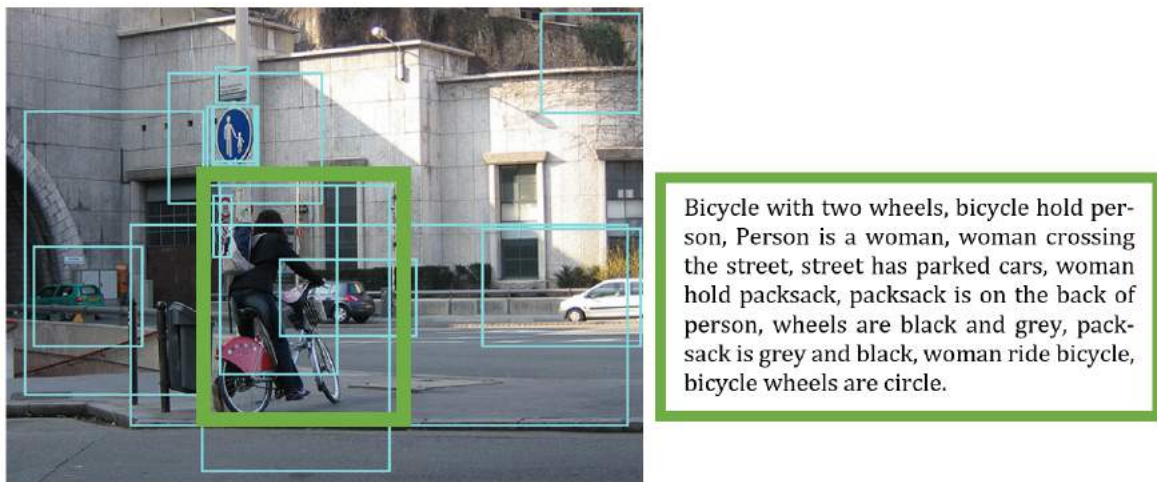 Bicycle with two wheels, bicycle hold per-
son, Person is a woman, woman crossing
the street, street has parked cars, woman
hold packsack, packsack is on the back of
person, wheels are black and grey, pack-
sack is grey and black, woman ride bicycle,
bicycle wheels are circle.